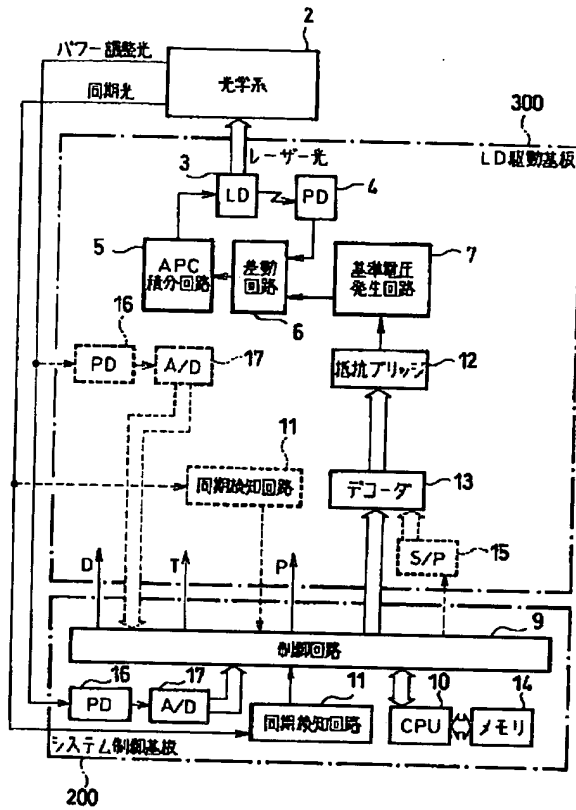 2
パワー調整光
光学系
同期光
300
レーザー光
LD駆動基板
3
LD
PD
4
5
7
APC
積分回路
差動
回路
基準電圧
発生回路
6
16
17
12
PD
A/D
抵抗ブリッジ
11
同期検知回路
13
デコーダ
S/P
15
D
T
P
9
制御回路
16
17
11
10
14
PD
A/D
同期検知回路
CPU
メモリ
システム制御基板
200